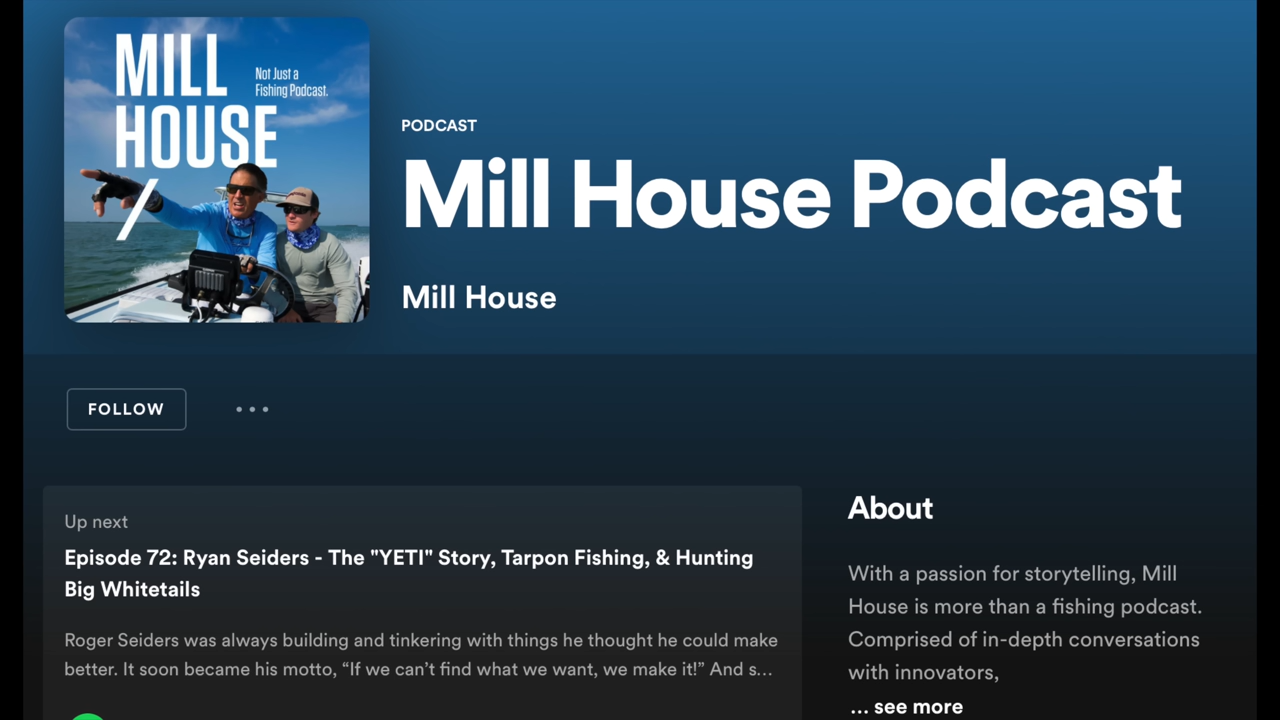 MILL
HOUSE
/
Not Just a
Fishing Podcast.
PODCAST
Mill House Podcast
Mill House
FOLLOW
Up next
Episode 72: Ryan Seiders - The "YETI" Story, Tarpon Fishing, & Hunting
Big Whitetails
Roger Seiders was always building and tinkering with things he thought he could make
better. It soon became his motto, “If we can’t find what we want, we make it!” And s...
About
With a passion for storytelling, Mill
House is more than a fishing podcast.
Comprised of in-depth conversations
with innovators,
... see more